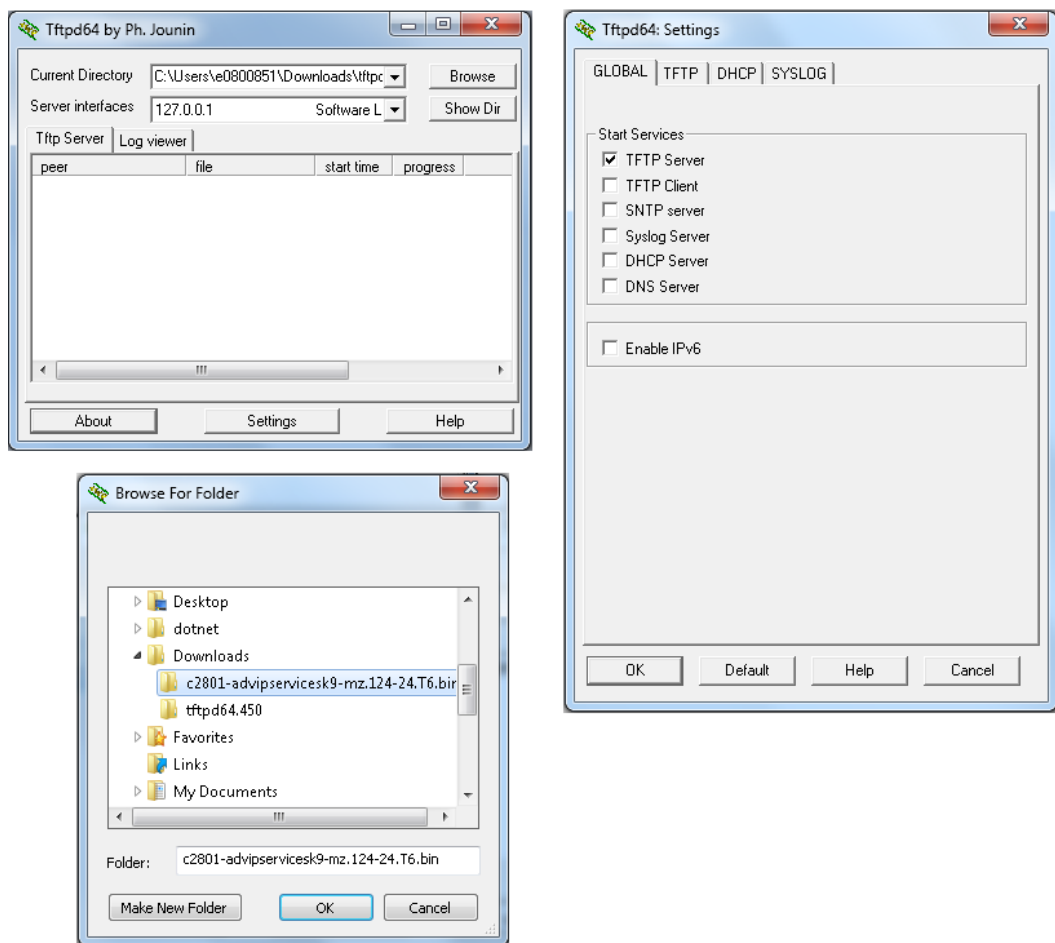 Tftpd64 by Ph. Jounin
Current Directory C:\Users\e0800851\Downloads\tftpc Browse
Server interfaces 127.0.0.1 Software L Show Dir
Tftp Server Log viewer
peer file start time progress
About Settings Help
Tftpd64: Settings
GLOBAL TFTP DHCP SYSLOG
Start Services
TFTP Server
TFTP Client
SNTP server
Syslog Server
DHCP Server
DNS Server
Enable IPv6
OK Default Help Cancel
Browse For Folder
Desktop
dotnet
Downloads
c2801-advipservicesk9-mz.124-24.T6.bin
tftpd64.450
Favorites
Links
My Documents
Folder: c2801-advipservicesk9-mz.124-24.T6.bin
Make New Folder OK Cancel